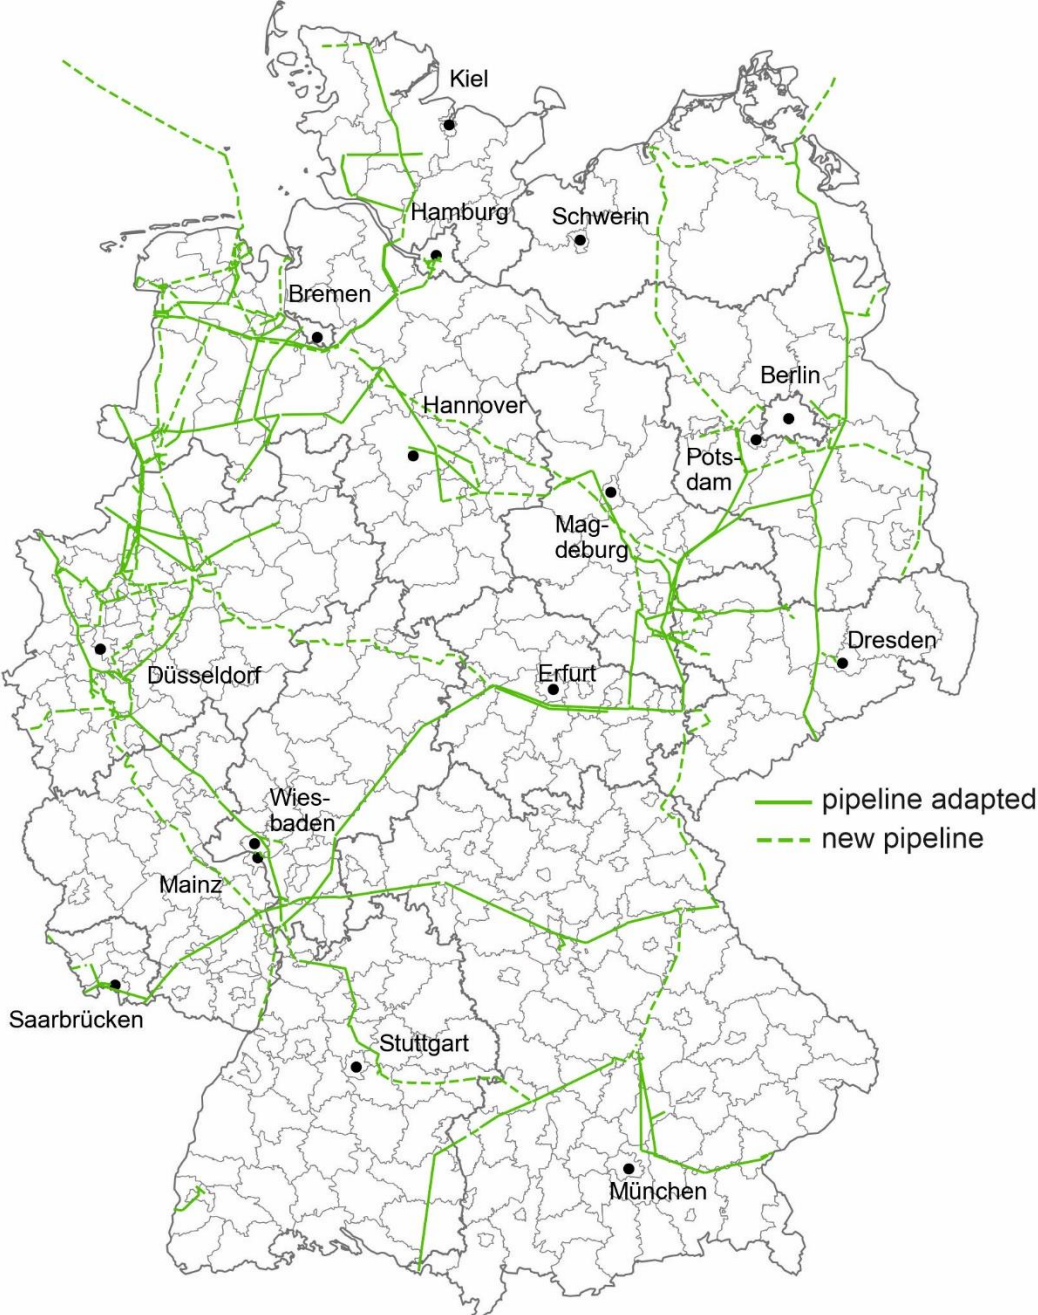 Kiel
Hamburg
Schwerin
Bremen
Berlin
Hannover
Pots-
dam
Mag-
deburg
Dresden
Düsseldorf
Erfurt
Wies-
baden
pipeline adapted
new pipeline
Mainz
Saarbrücken
Stuttgart
München